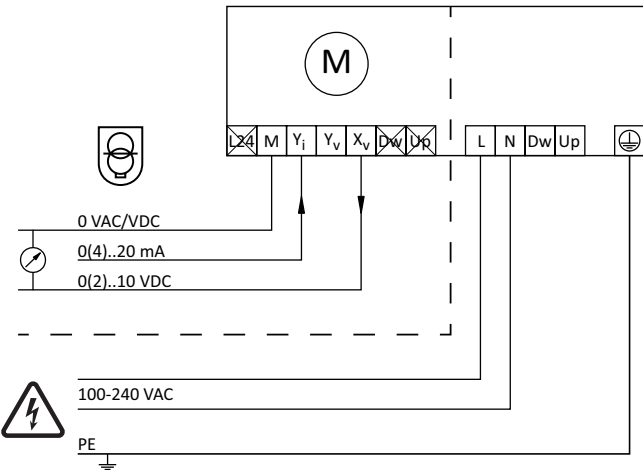 M
L24 M Yi Yv Xv Dw Up L N Dw Up
0 VAC/VDC
0(4)..20 mA
0(2)..10 VDC
100-240 VAC
PE